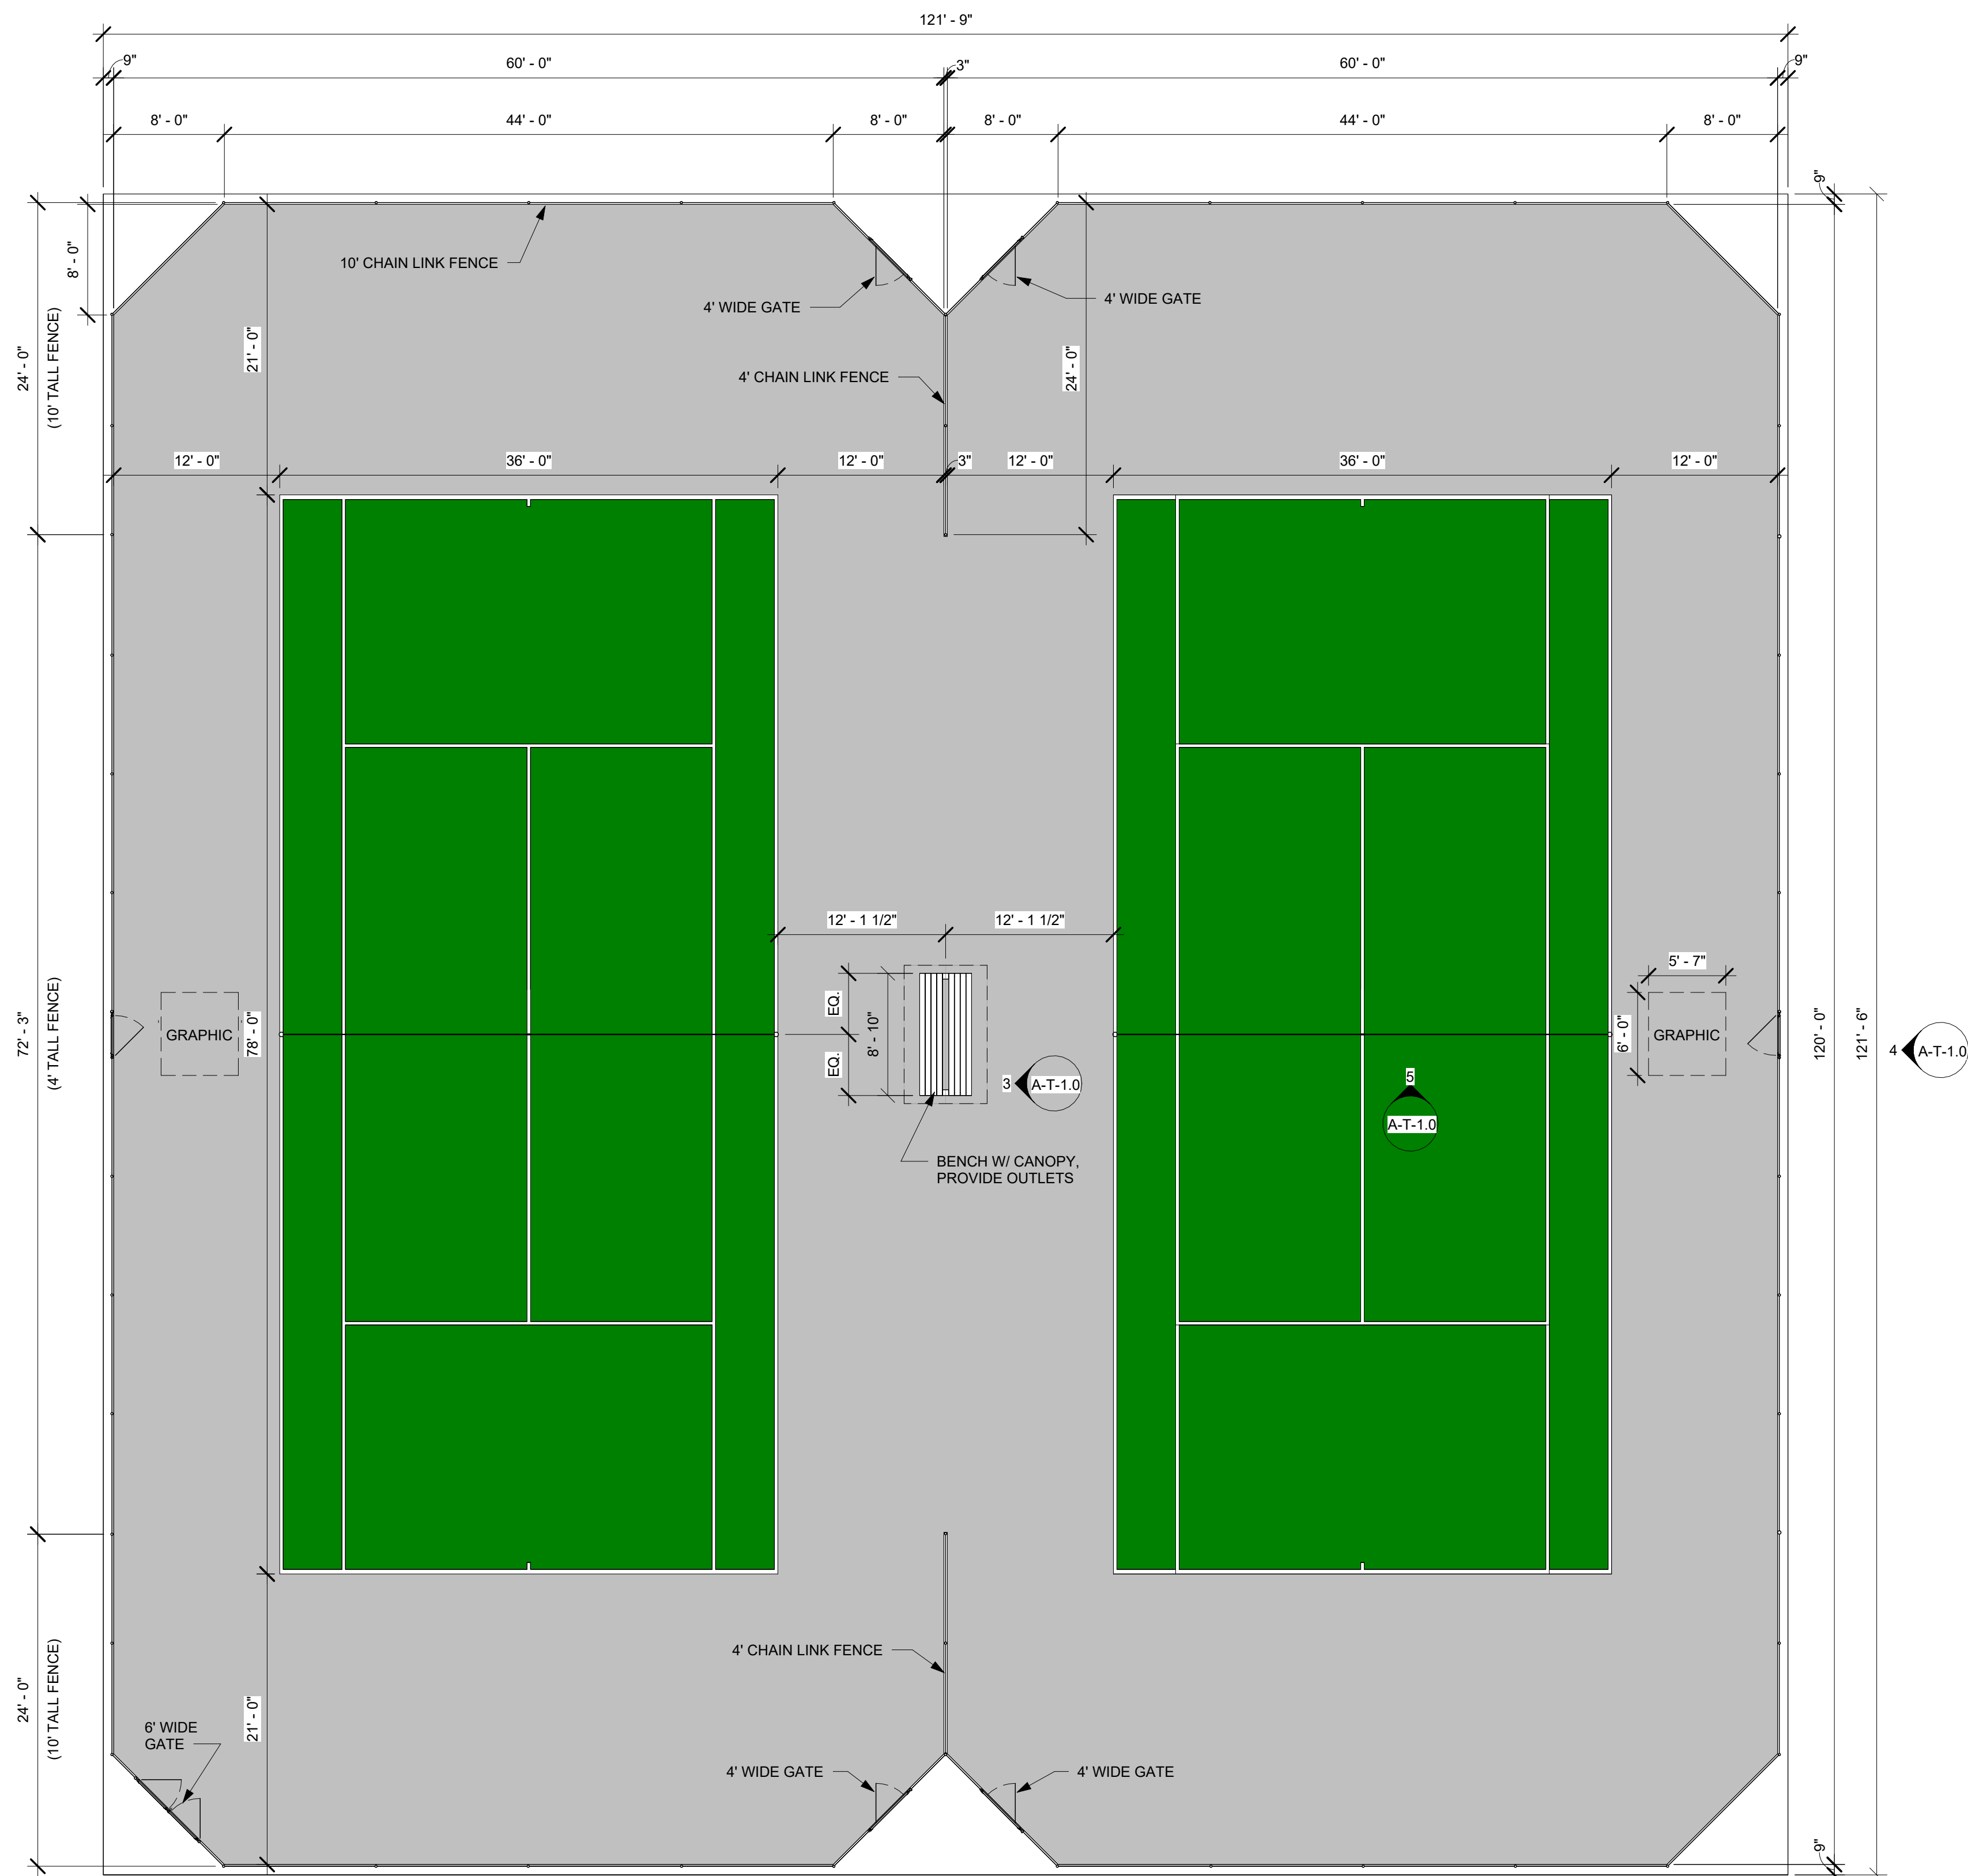 121' - 9"
9"
60' - 0"
3"
60' - 0"
9"
8' - 0"
44' - 0"
8' - 0"
8' - 0"
44' - 0"
8' - 0"
9"
8' - 0"
10' CHAIN LINK FENCE
4' WIDE GATE
4' WIDE GATE
24' - 0"
(10' TALL FENCE)
21' - 0"
4' CHAIN LINK FENCE
24' - 0"
12' - 0"
36' - 0"
12' - 0"
3"
12' - 0"
36' - 0"
12' - 0"
12' - 1 1/2"
12' - 1 1/2"
5' - 7"
72' - 3"
(4' TALL FENCE)
GRAPHIC
78' - 0"
EQ.
EQ.
8' - 10"
3
A-T-1.0
5
A-T-1.0
6' - 0"
GRAPHIC
120' - 0"
121' - 6"
4
A-T-1.0
BENCH W/ CANOPY,
PROVIDE OUTLETS
4' CHAIN LINK FENCE
24' - 0"
(10' TALL FENCE)
21' - 0"
6' WIDE
GATE
4' WIDE GATE
4' WIDE GATE
9"